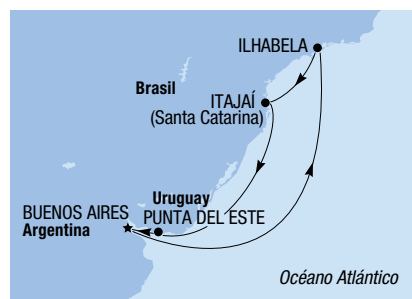 ILHABELA
Brasil
ITAJAÍ
(Santa Catarina)
Uruguay
BUENOS AIRES
PUNTA DEL ESTE
Argentina
Océano Atlántico